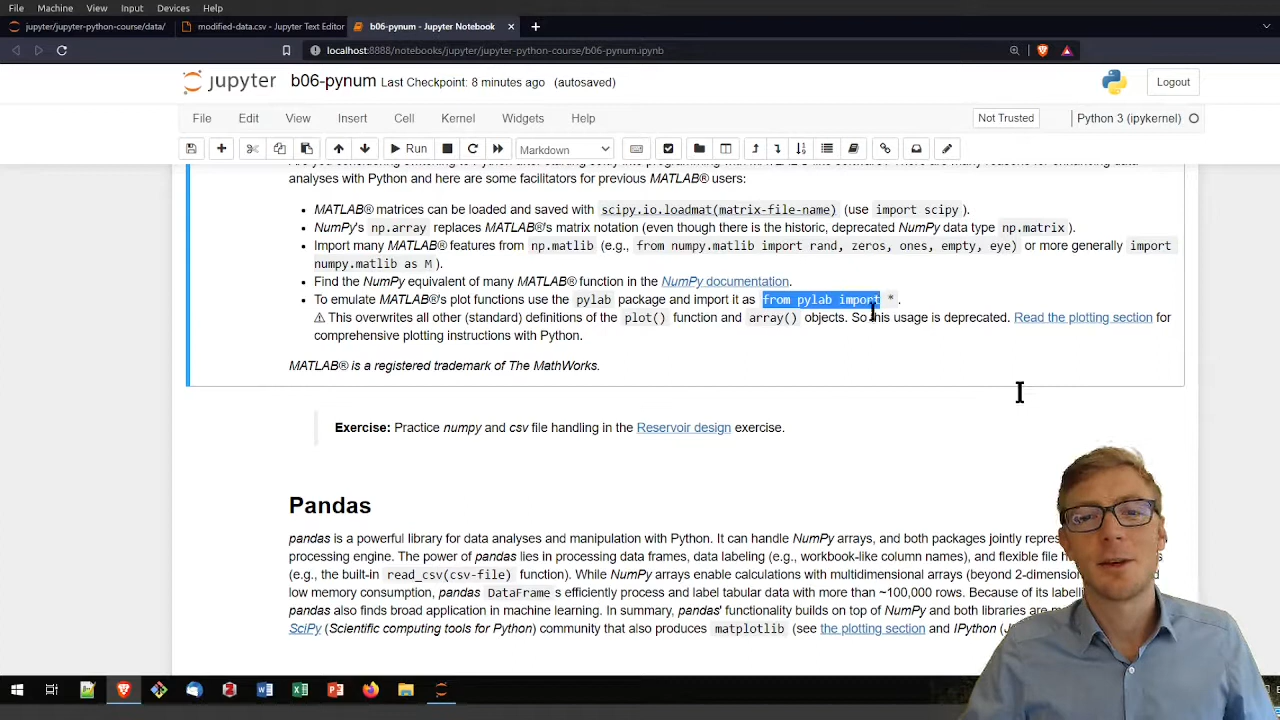 File Machine View Input Devices Help
jupyter/jupyter-python-course/data/ modified-data.csv - Jupyter Text Editor b06-pynum - Jupyter Notebook × +
localhost:8888/notebooks/jupyter/jupyter-python-course/b06-pynum.ipynb
jupyter b06-pynum Last Checkpoint: 8 minutes ago (autosaved) Logout
File Edit View Insert Cell Kernel Widgets Help Not Trusted Python 3 (ipykernel)
Run Markdown
analyses with Python and here are some facilitators for previous MATLAB® users:
• MATLAB® matrices can be loaded and saved with scipy.io.loadmat(matrix-file-name) (use import scipy).
• NumPy's np.array replaces MATLAB®'s matrix notation (even though there is the historic, deprecated NumPy data type np.matrix).
• Import many MATLAB® features from np.matlib (e.g., from numpy.matlib import rand, zeros, ones, empty, eye) or more generally import
numpy.matlib as M ).
• Find the NumPy equivalent of many MATLAB® function in the NumPy documentation.
• To emulate MATLAB®'s plot functions use the pylab package and import it as from pylab import *.
⚠ This overwrites all other (standard) definitions of the plot() function and array() objects. So this usage is deprecated. Read the plotting section for
comprehensive plotting instructions with Python.
MATLAB® is a registered trademark of The MathWorks.
Exercise: Practice numpy and csv file handling in the Reservoir design exercise.
Pandas
pandas is a powerful library for data analyses and manipulation with Python. It can handle NumPy arrays, and both packages jointly
processing engine. The power of pandas lies in processing data frames, data labeling (e.g., workbook-like column names), and flexible file
(e.g., the built-in read_csv(csv-file) function). While NumPy arrays enable calculations with multidimensional arrays (beyond
low memory consumption, pandas DataFrame s efficiently process and label tabular data with more than ~100,000 rows. Because of its
pandas also finds broad application in machine learning. In summary, pandas' functionality builds on top of NumPy and both libraries are
SciPy (Scientific computing tools for Python) community that also produces matplotlib (see the plotting section and IPython